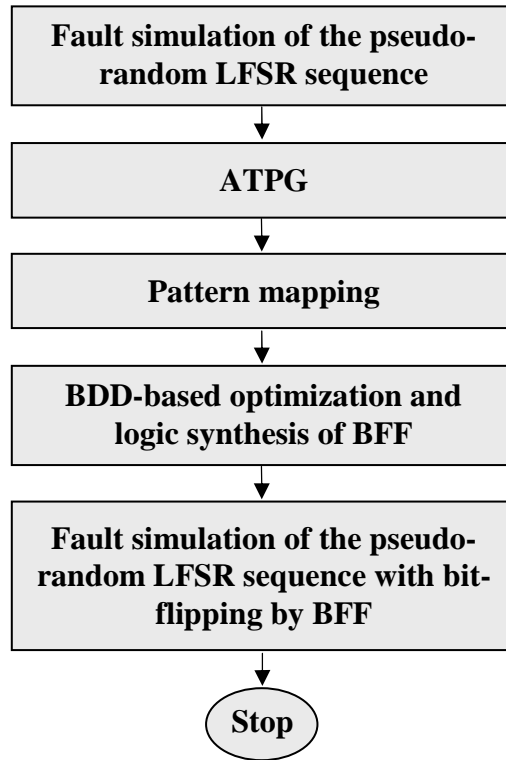 Fault simulation of the pseudo-
random LFSR sequence
ATPG
Pattern mapping
BDD-based optimization and
logic synthesis of BFF
Fault simulation of the pseudo-
random LFSR sequence with bit-
flipping by BFF
Stop